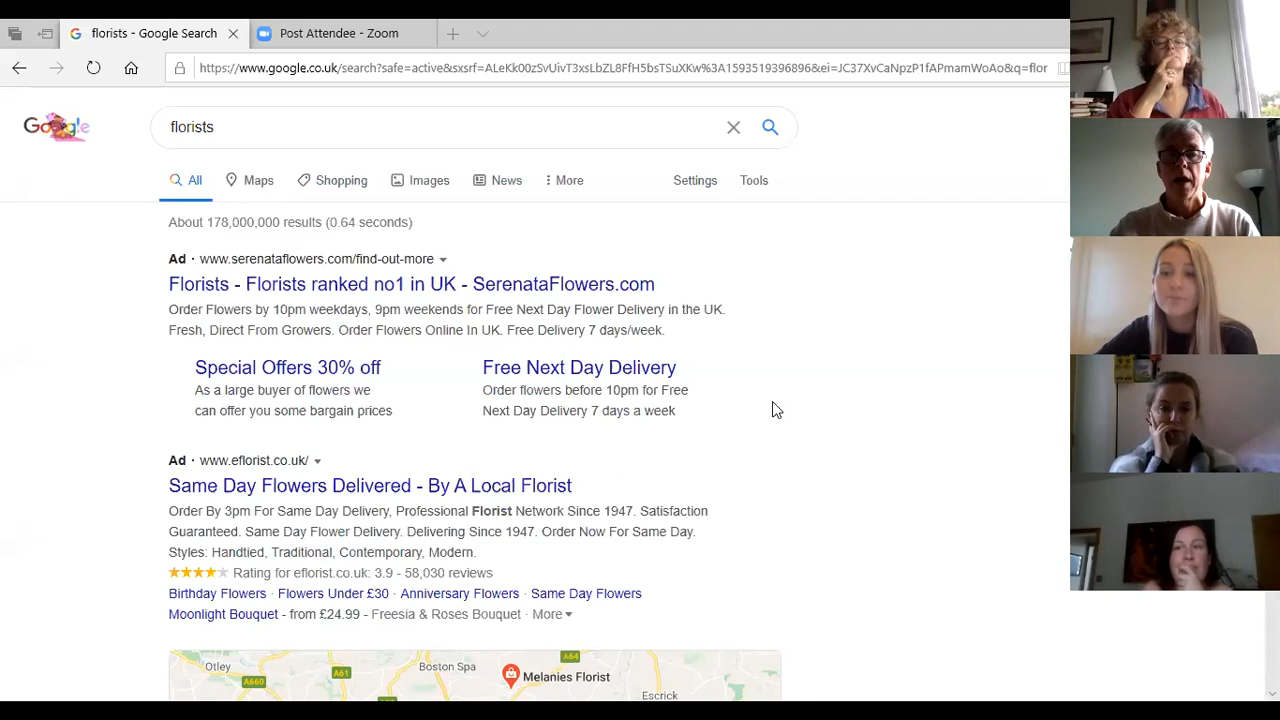 florists - Google Search
Post Attendee - Zoom
https://www.google.co.uk/search?safe=active&sxsrf=ALeKk00zSvUivT3xsLbZL8FfH5bsTSuXKw%3A1593519396896&ei=JC37XvCaNpzP1fAPmamWoAo&q=flor
Google
florists
All
Maps
Shopping
Images
News
More
Settings
Tools
About 178,000,000 results (0.64 seconds)
Ad · www.serenataflowers.com/find-out-more
Florists - Florists ranked no1 in UK - SerenataFlowers.com
Order Flowers by 10pm weekdays, 9pm weekends for Free Next Day Flower Delivery in the UK.
Fresh, Direct From Growers. Order Flowers Online In UK. Free Delivery 7 days/week.
Special Offers 30% off
As a large buyer of flowers we
can offer you some bargain prices
Free Next Day Delivery
Order flowers before 10pm for Free
Next Day Delivery 7 days a week
Ad · www.eflorist.co.uk/
Same Day Flowers Delivered - By A Local Florist
Order By 3pm For Same Day Delivery, Professional Florist Network Since 1947. Satisfaction
Guaranteed. Same Day Flower Delivery. Delivering Since 1947. Order Now For Same Day.
Styles: Handtied, Traditional, Contemporary, Modern.
Rating for eflorist.co.uk: 3.9 - 58,030 reviews
Birthday Flowers · Flowers Under £30 · Anniversary Flowers · Same Day Flowers
Moonlight Bouquet - from £24.99 - Freesia & Roses Bouquet · More
Otley
A61
Boston Spa
A64
Melanies Florist
A660
Escrick